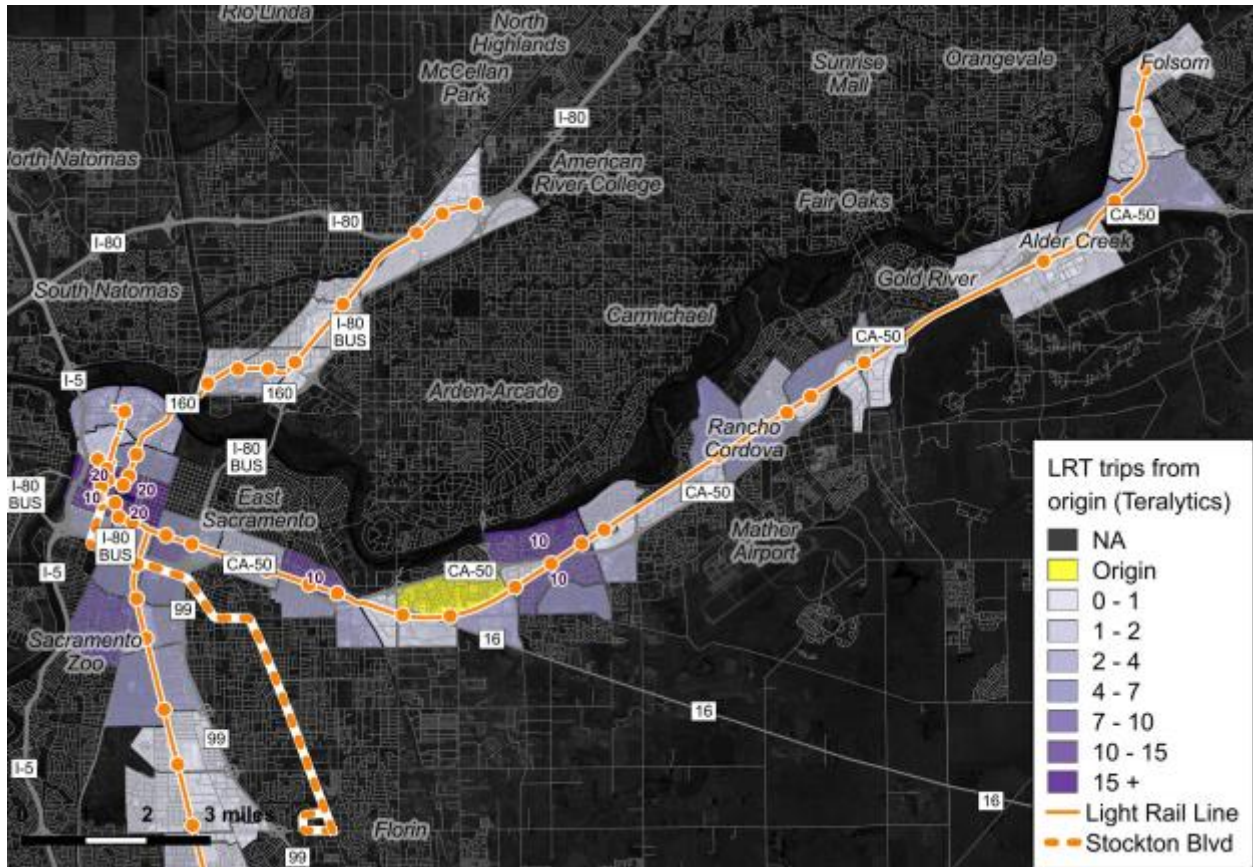 Rio Linda
North
Highlands
McCellan
Park
Sunrise
Mall
Orangevale
Folsom
I-80
North Natomas
American
River College
I-80
I-80
Fair Oaks
CA-50
Alder Creek
Gold River
South Natomas
I-80
BUS
Carmichael
CA-50
I-5
160
Arden-Arcade
160
Rancho
Cordova
I-80
BUS
I-80
BUS
20
10
20
East
Sacramento
CA-50
20
I-80
BUS
Mather
Airport
10
CA-50
CA-50
10
10
I-5
99
16
Sacramento
Zoo
16
99
I-5
16
0
1
2
3 miles
Florin
99
LRT trips from
origin (Teralytics)
NA
Origin
0 - 1
1 - 2
2 - 4
4 - 7
7 - 10
10 - 15
15 +
Light Rail Line
Stockton Blvd